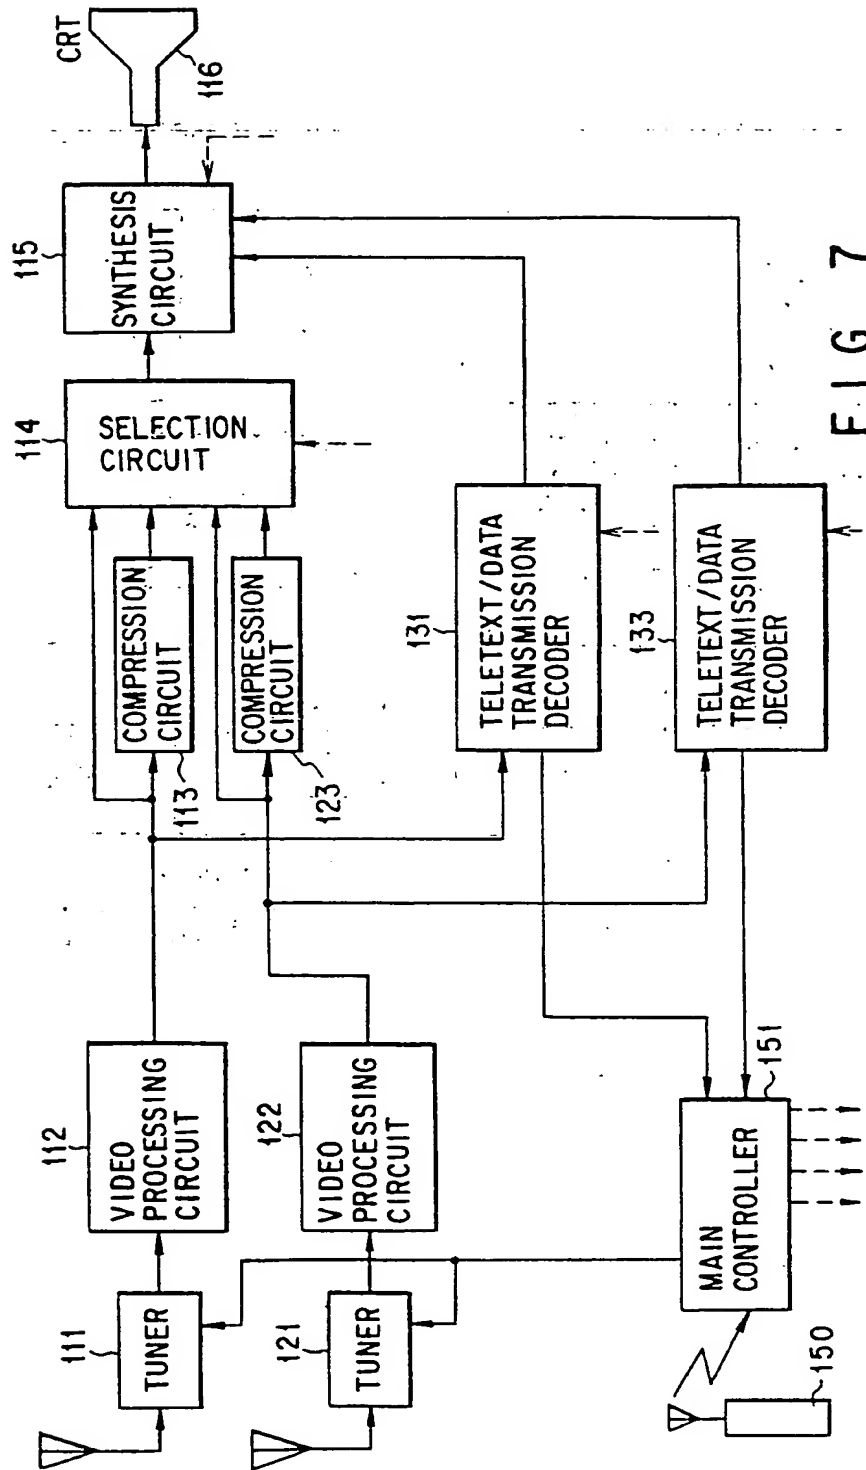 111
TUNER
112
VIDEO
PROCESSING
CIRCUIT
113
COMPRESSION
CIRCUIT
114
SELECTION
CIRCUIT
115
SYNTHESIS
CIRCUIT
CRT
116
121
TUNER
122
VIDEO
PROCESSING
CIRCUIT
123
COMPRESSION
CIRCUIT
131
TELETEXT/DATA
TRANSMISSION
DECODER
133
TELETEXT/DATA
TRANSMISSION
DECODER
150
151
MAIN
CONTROLLER
FIG 7